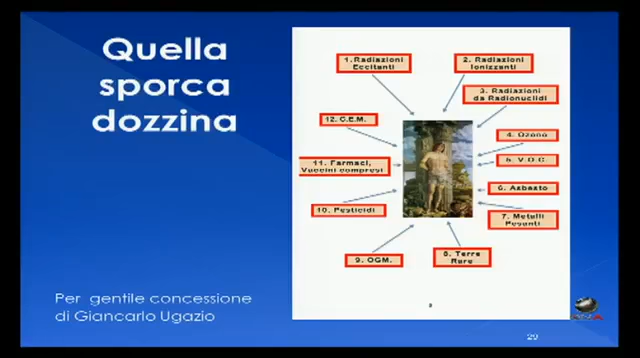 Quella
sporca
dozzina
1.Radiazioni
Eccitanti
2. Radiazioni
Ionizzanti
3. Radiazioni
da Radionuclidi
12. C.E.M.
4. Ozono
11. Farmaci,
Vaccini compresi
5. V.O.C.
6. Asbesto
10. Pesticidi
7. Metalli
Pesanti
9. OGM.
8. Terre
Rare
Per gentile concessione
di Giancarlo Ugazio
29